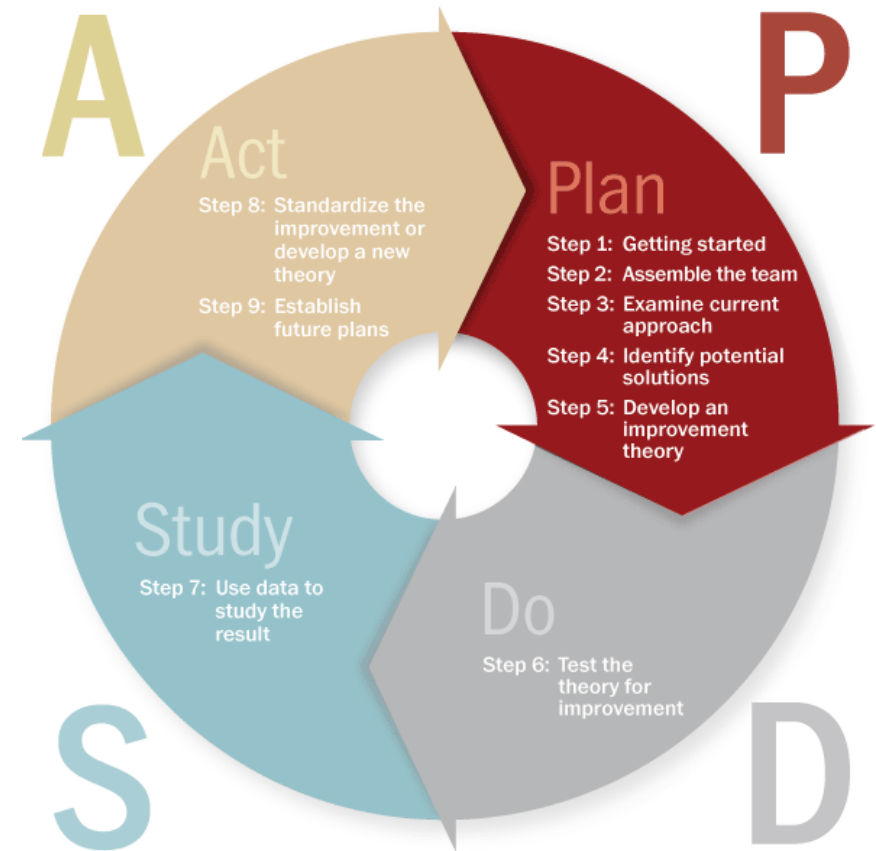 A
P
Act
Step 8: Standardize the
improvement or
develop a new
theory
Step 9: Establish
future plans
Plan
Step 1: Getting started
Step 2: Assemble the team
Step 3: Examine current
approach
Step 4: Identify potential
solutions
Step 5: Develop an
improvement
theory
Study
Step 7: Use data to
study the
result
Do
Step 6: Test the
theory for
improvement
S
D